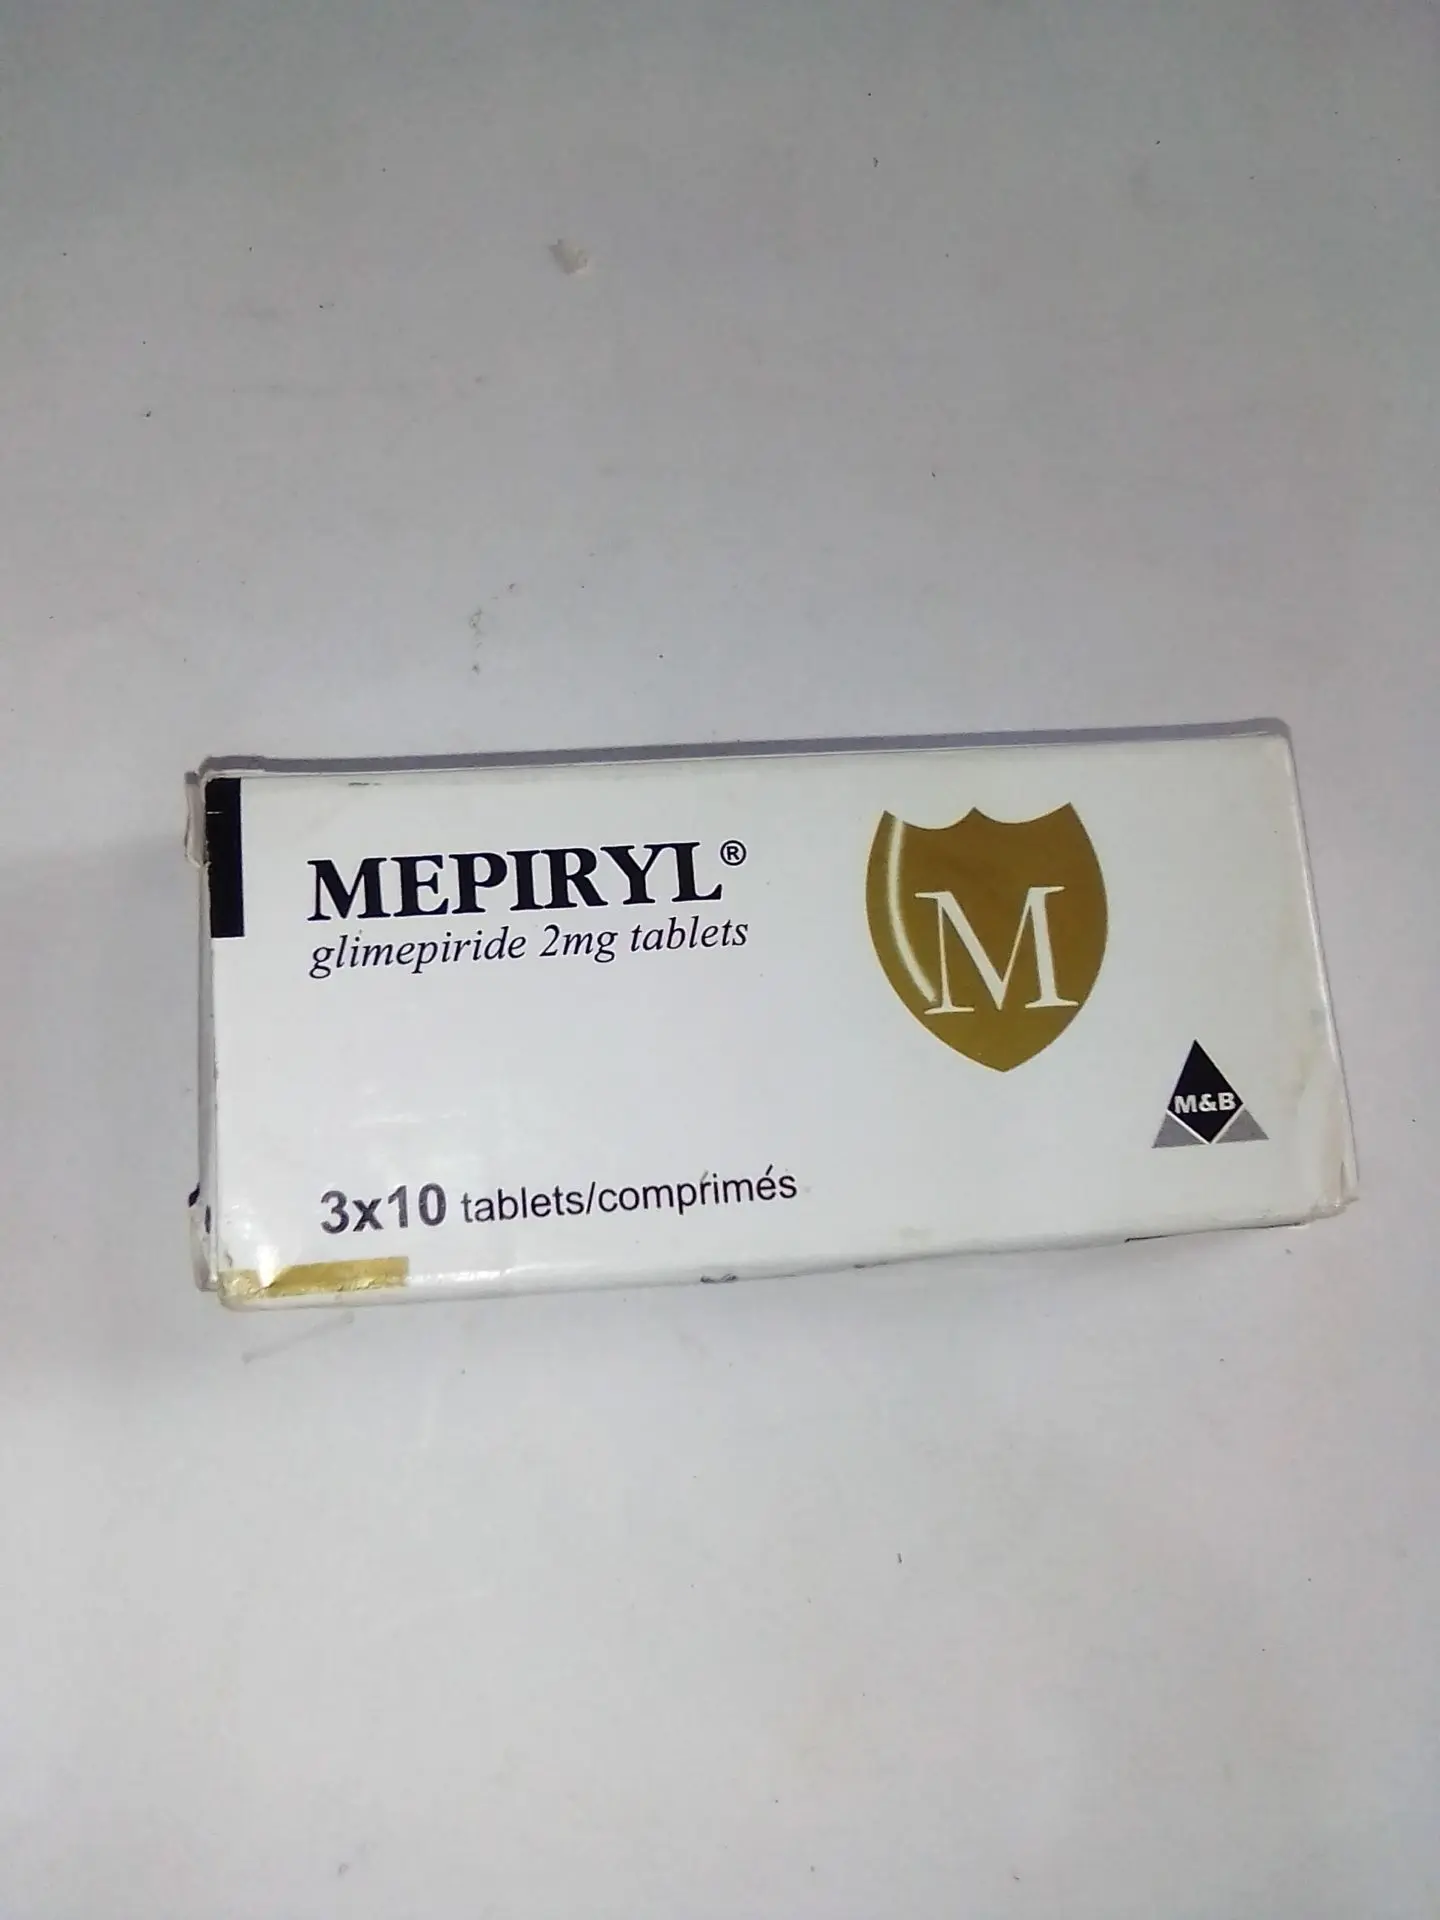 MEPIRYL®
glimepiride 2mg tablets
M
M&B
3x10 tablets/comprimés